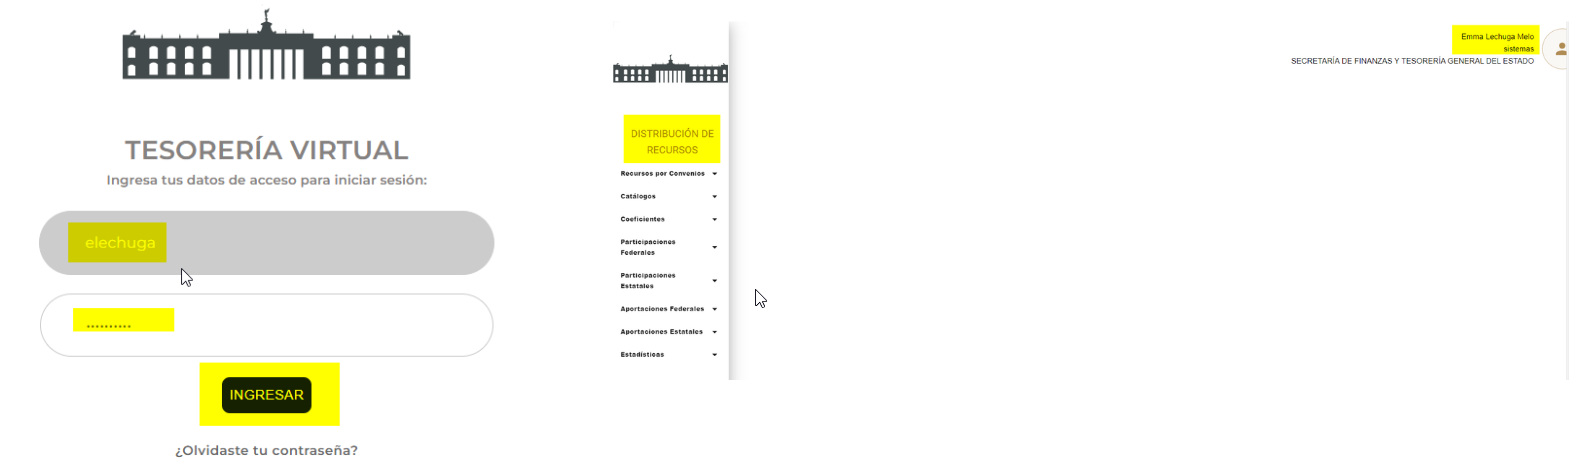 TESORERÍA VIRTUAL
Ingresa tus datos de acceso para iniciar sesión:
elechuga
..........
INGRESAR
¿Olvidaste tu contraseña?
DISTRIBUCIÓN DE
RECURSOS
Recursos por Convenios
Catálogos
Coeficientes
Participaciones
Federales
Participaciones
Estatales
Aportaciones Federales
Aportaciones Estatales
Estadísticas
Emma Lechuga Melo
sistemas
SECRETARÍA DE FINANZAS Y TESORERÍA GENERAL DEL ESTADO